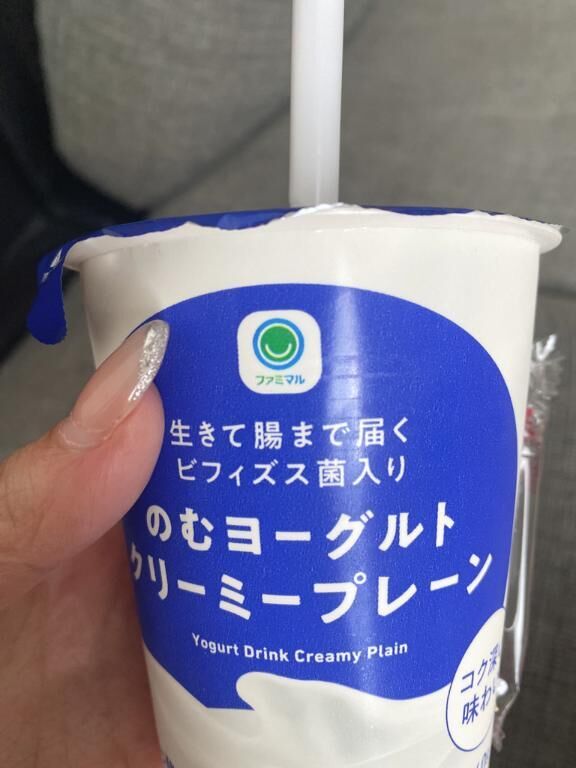 ファミマル
生きて腸まで届く
ビフィズス菌入り
のむヨーグルト
クリーミープレーン
Yogurt Drink Creamy Plain
コク深
味わ